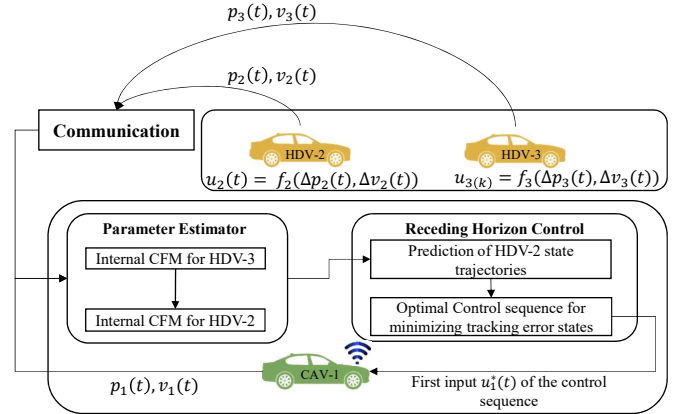 p₃(t), v₃(t)
p₂(t), v₂(t)
Communication
HDV-2
HDV-3
u₂(t) = f₂(Δp₂(t), Δv₂(t))
u₃₍ₖ₎ = f₃(Δp₃(t), Δv₃(t))
Parameter Estimator
Internal CFM for HDV-3
Internal CFM for HDV-2
Receding Horizon Control
Prediction of HDV-2 state
trajectories
Optimal Control sequence for
minimizing tracking error states
CAV-1
p₁(t), v₁(t)
First input u₁*(t) of the control
sequence